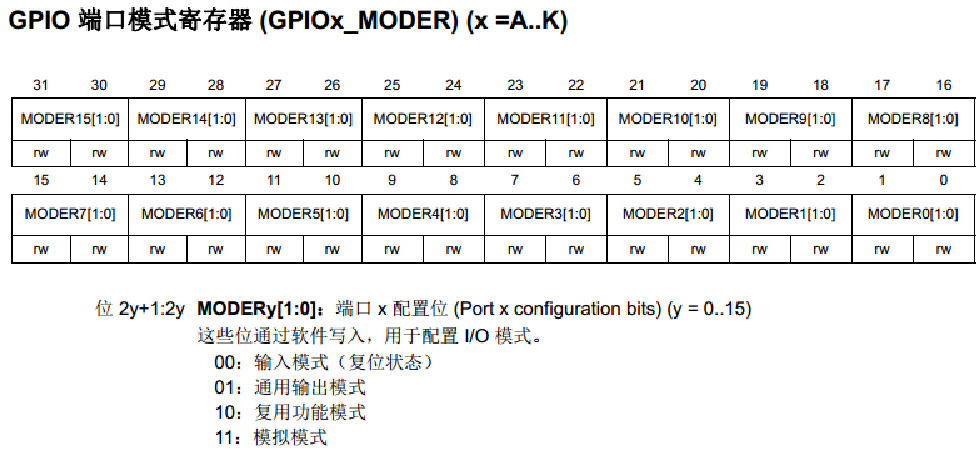 GPIO 端口模式寄存器 (GPIOx_MODER) (x =A..K)
31 30 29 28 27 26 25 24 23 22 21 20 19 18 17 16
MODER15[1:0] MODER14[1:0] MODER13[1:0] MODER12[1:0] MODER11[1:0] MODER10[1:0] MODER9[1:0] MODER8[1:0]
rw rw rw rw rw rw rw rw rw rw rw rw rw rw rw rw
15 14 13 12 11 10 9 8 7 6 5 4 3 2 1 0
MODER7[1:0] MODER6[1:0] MODER5[1:0] MODER4[1:0] MODER3[1:0] MODER2[1:0] MODER1[1:0] MODER0[1:0]
rw rw rw rw rw rw rw rw rw rw rw rw rw rw rw rw
位 2y+1:2y MODERy[1:0]：端口 x 配置位 (Port x configuration bits) (y = 0..15)
这些位通过软件写入，用于配置 I/O 模式。
00：输入模式（复位状态）
01：通用输出模式
10：复用功能模式
11：模拟模式